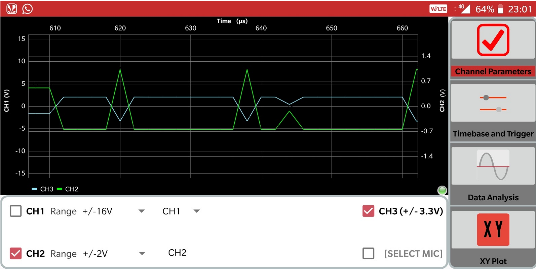 VoLTE 4G 64% 23:01
Time (µs)
610 620 630 640 650 660
15
10
5
0
-5
-10
-15
CH1 (V)
1.4
0.7
0.0
-0.7
-1.4
CH2 (V)
CH3 CH2
Channel Parameters
Timebase and Trigger
Data Analysis
XY
XY Plot
CH1 Range +/-16V CH1 CH3 (+/- 3.3V)
CH2 Range +/-2V CH2 [SELECT MIC]